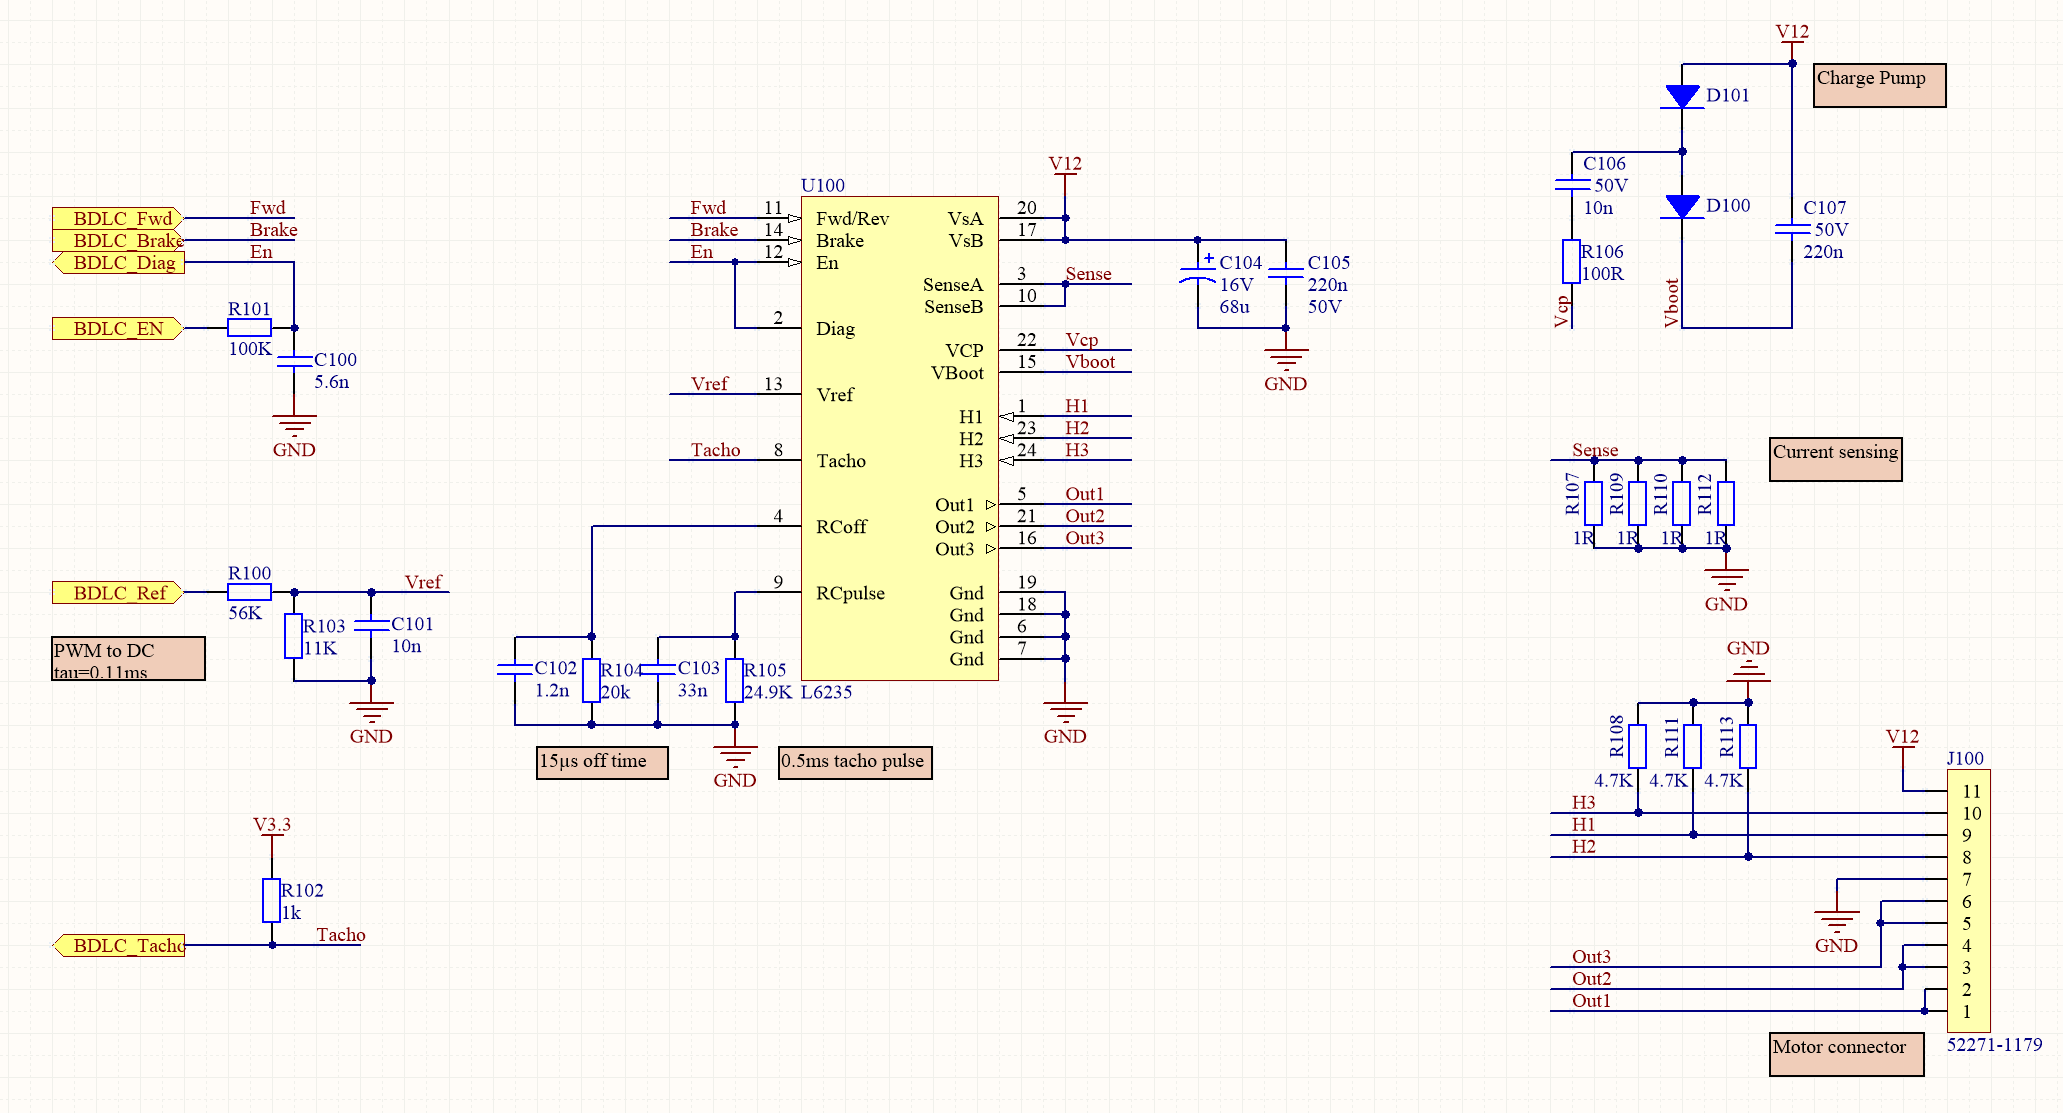 BDLC_Fwd
Fwd
BDLC_Brake
Brake
BDLC_Diag
En
BDLC_EN
R101
100K
C100
5.6n
GND
BDLC_Ref
R100
56K
Vref
R103
11K
C101
10n
GND
PWM to DC
tau=0.11ms
V3.3
R102
1k
BDLC_Tacho
Tacho
U100
Fwd
11
Fwd/Rev
Brake
14
Brake
En
12
En
2
Diag
Vref
13
Vref
Tacho
8
Tacho
4
RCoff
9
RCpulse
VsA
20
VsB
17
V12
SenseA
3
Sense
SenseB
10
VCP
22
Vcp
VBoot
15
Vboot
H1
1
H1
H2
23
H2
H3
24
H3
Out1
5
Out1
Out2
21
Out2
Out3
16
Out3
Gnd
19
Gnd
18
Gnd
6
Gnd
7
GND
L6235
C102
1.2n
R104
20k
C103
33n
R105
24.9K
GND
15µs off time
0.5ms tacho pulse
C104
16V
68u
C105
220n
50V
GND
V12
Charge Pump
D101
C106
50V
10n
D100
R106
100R
Vcp
Vboot
C107
50V
220n
Sense
Current sensing
R107
R109
R110
R112
1R
1R
1R
1R
GND
GND
R108
R111
R113
4.7K
4.7K
4.7K
V12
J100
11
H3
10
H1
9
H2
8
7
GND
6
5
4
Out3
3
Out2
2
Out1
1
Motor connector
52271-1179